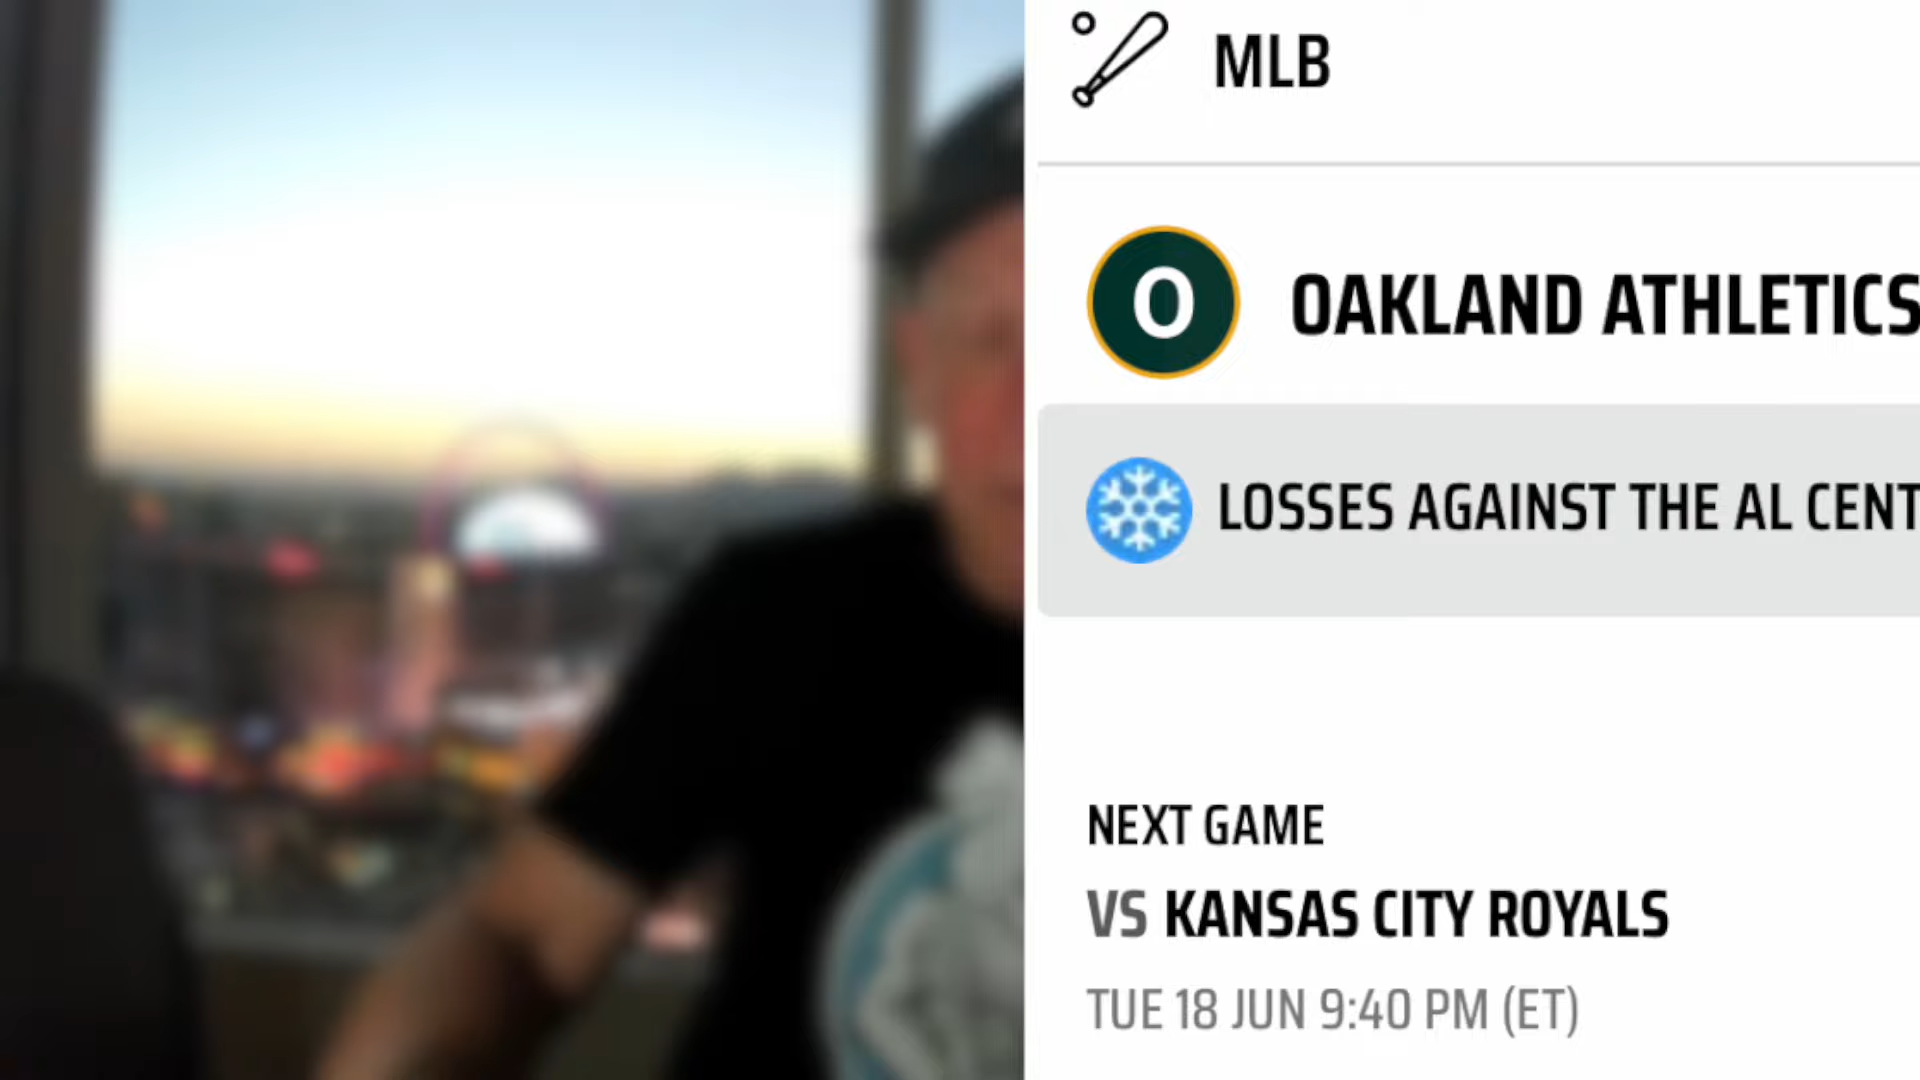 MLB
O
OAKLAND ATHLETICS
LOSSES AGAINST THE AL CENT
NEXT GAME
VS KANSAS CITY ROYALS
TUE 18 JUN 9:40 PM (ET)